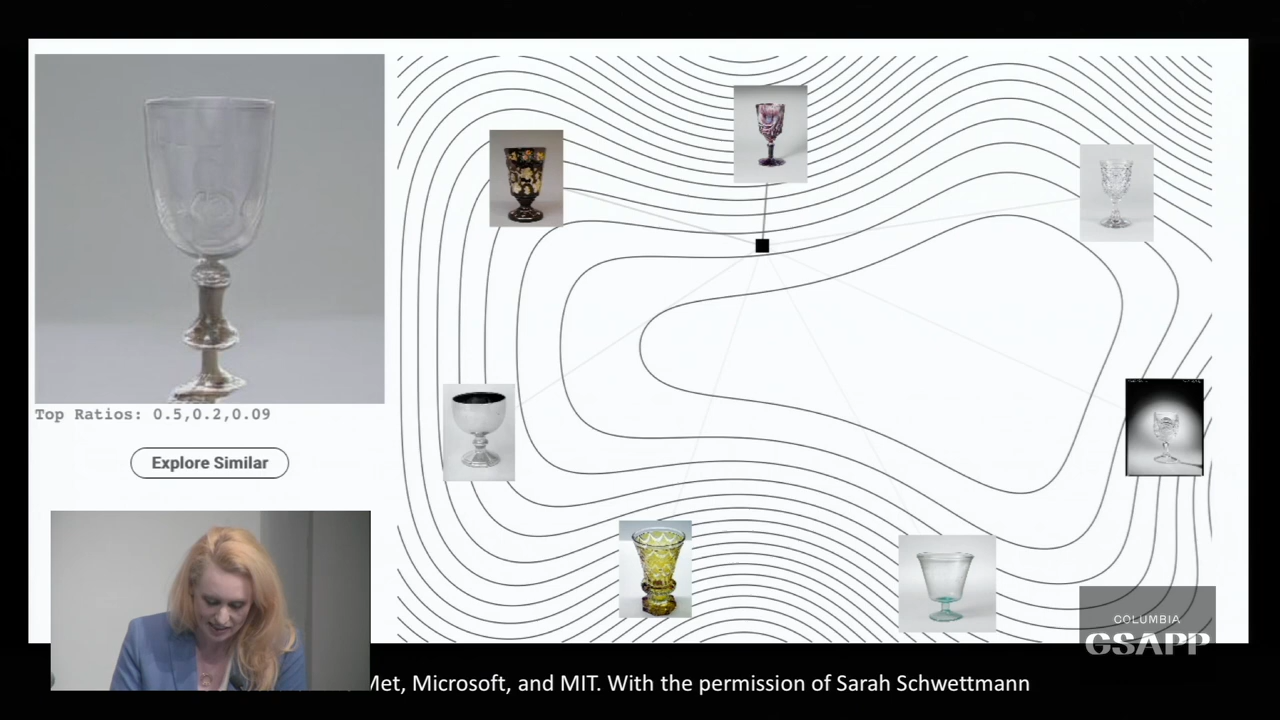 Top Ratios: 0.5,0.2,0.09
Explore Similar
COLUMBIA
GSAPP
Met, Microsoft, and MIT. With the permission of Sarah Schwettmann